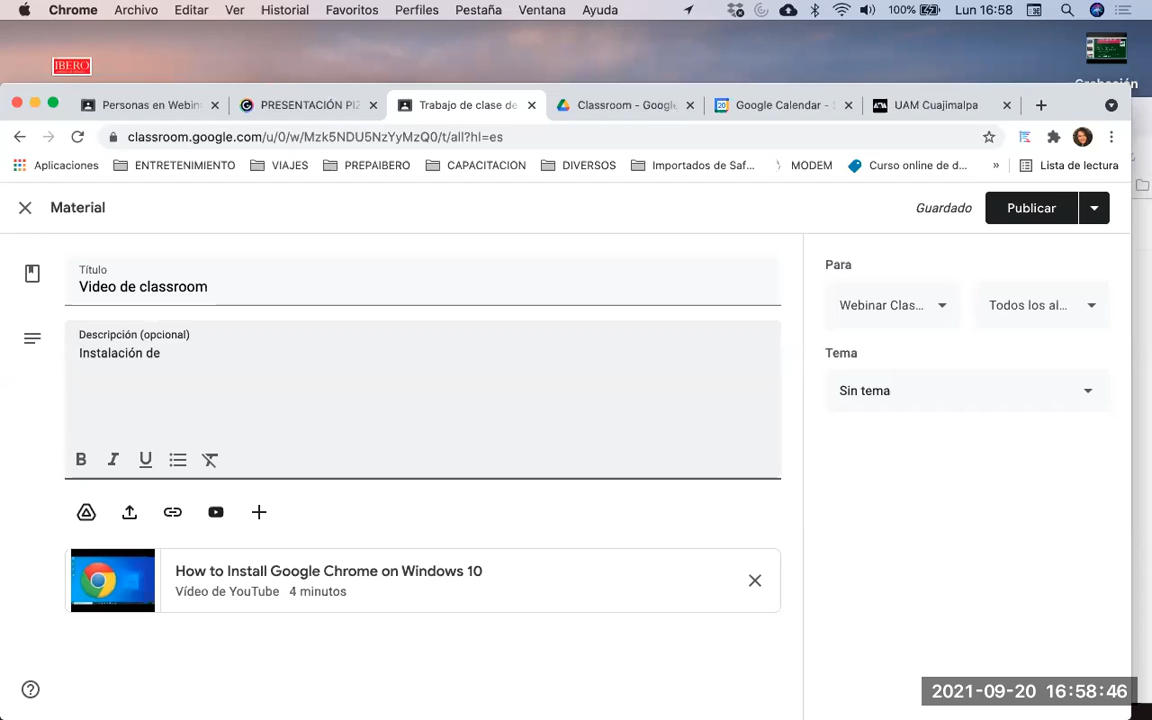 Chrome Archivo Editar Ver Historial Favoritos Perfiles Pestaña Ventana Ayuda 100% Lun 16:58
IBERO
Grabación
Personas en Webin PRESENTACIÓN PIZ Trabajo de clase de Classroom - Google Google Calendar - S UAM Cuajimalpa
classroom.google.com/u/0/w/Mzk5NDU5NzYyMzQ0/t/all?hl=es
Aplicaciones ENTRETENIMIENTO VIAJES PREPAIBERO CAPACITACION DIVERSOS Importados de Saf... MODEM Curso online de d... » Lista de lectura
Material Guardado Publicar
Título
Video de classroom
Descripción (opcional)
Instalación de
B I U
How to Install Google Chrome on Windows 10
Vídeo de YouTube 4 minutos
Para
Webinar Clas... Todos los al...
Tema
Sin tema
2021-09-20 16:58:46